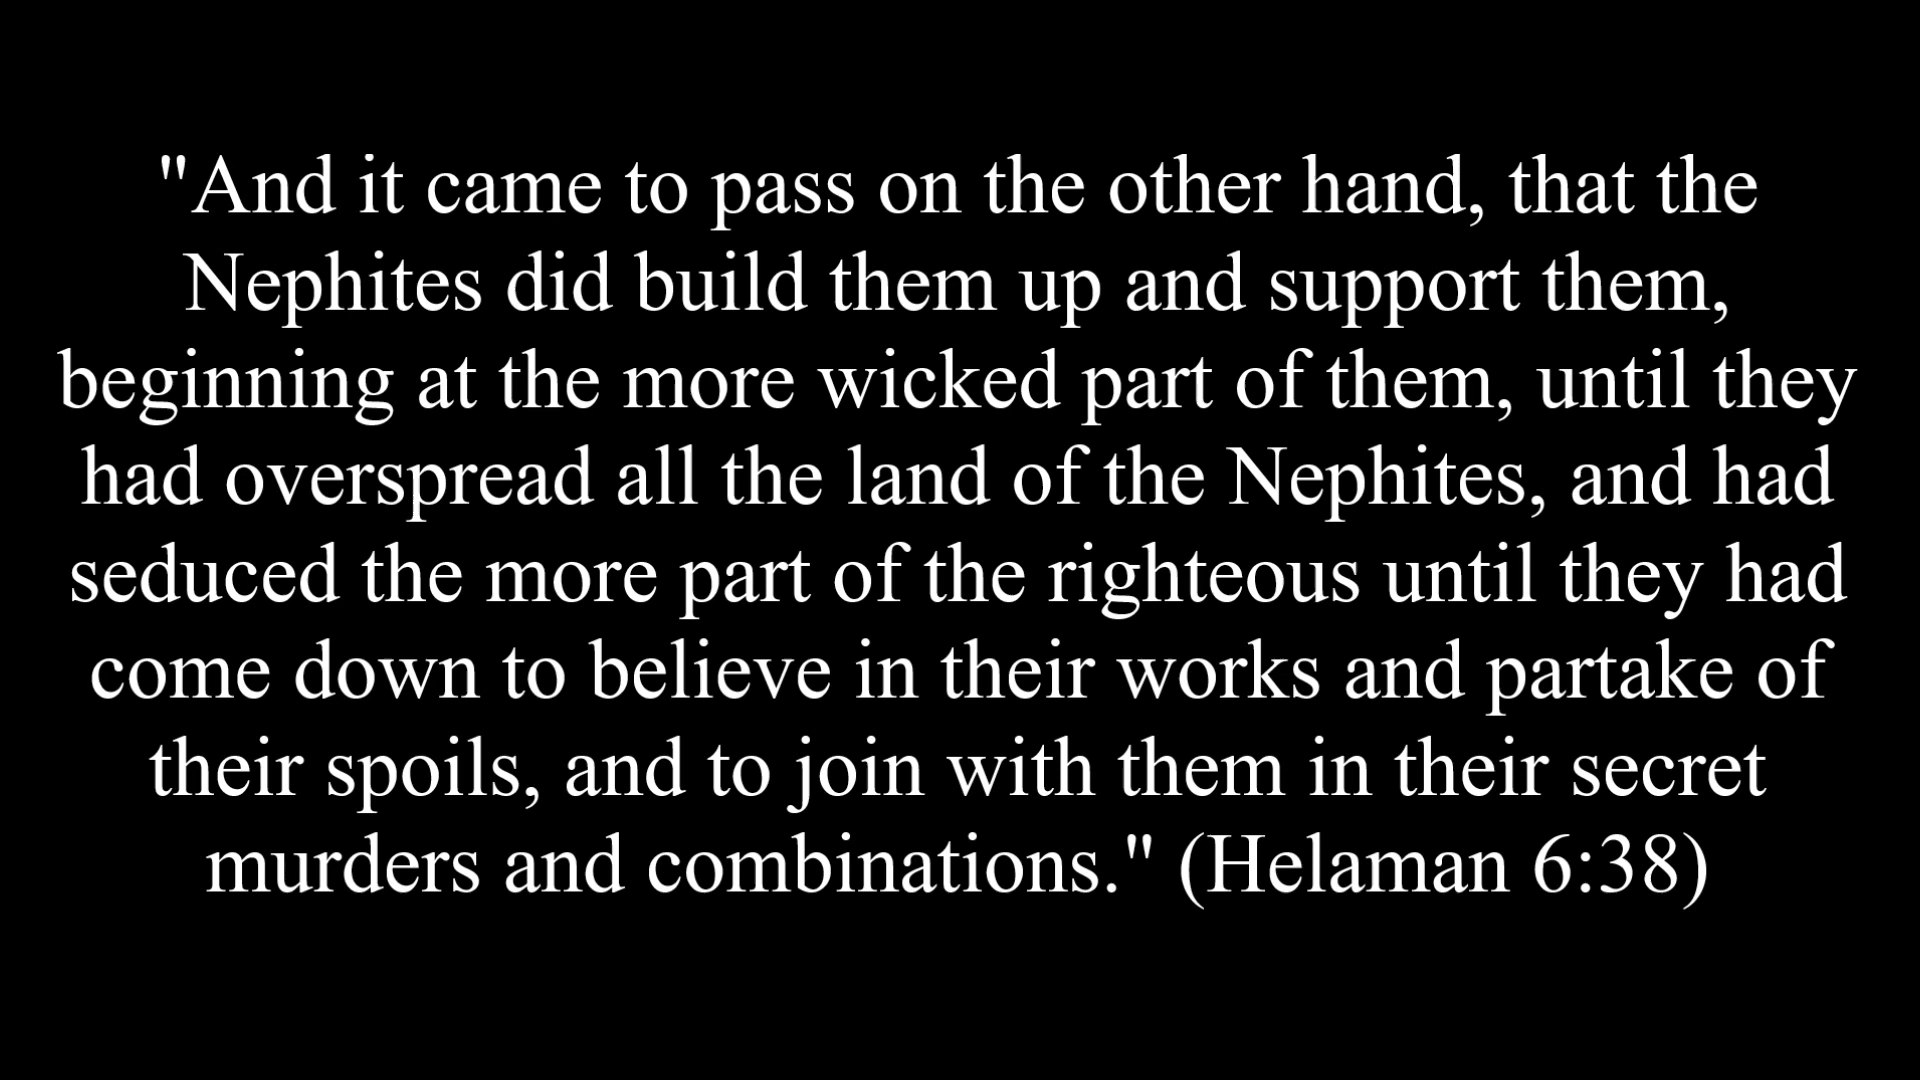 "And it came to pass on the other hand, that the
Nephites did build them up and support them,
beginning at the more wicked part of them, until they
had overspread all the land of the Nephites, and had
seduced the more part of the righteous until they had
come down to believe in their works and partake of
their spoils, and to join with them in their secret
murders and combinations." (Helaman 6:38)